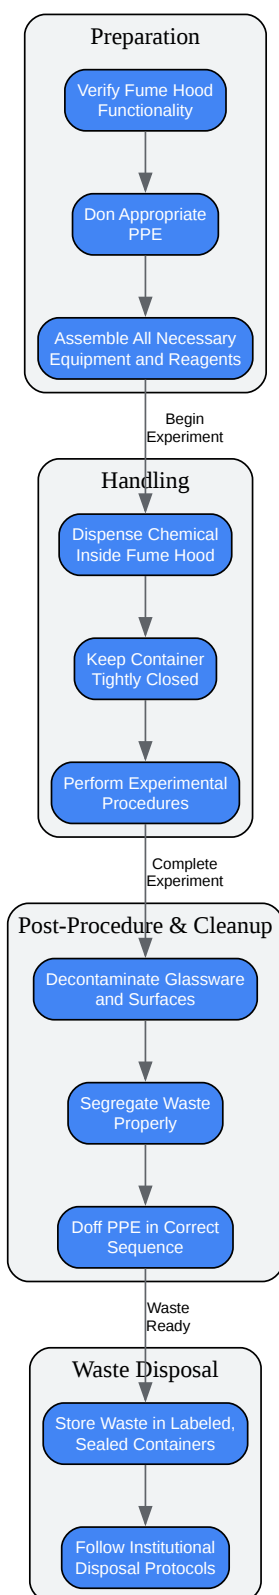 Preparation
Verify Fume Hood
Functionality
Don Appropriate
PPE
Assemble All Necessary
Equipment and Reagents
Begin
Experiment
Handling
Dispense Chemical
Inside Fume Hood
Keep Container
Tightly Closed
Perform Experimental
Procedures
Complete
Experiment
Post-Procedure & Cleanup
Decontaminate Glassware
and Surfaces
Segregate Waste
Properly
Doff PPE in Correct
Sequence
Waste
Ready
Waste Disposal
Store Waste in Labeled,
Sealed Containers
Follow Institutional
Disposal Protocols